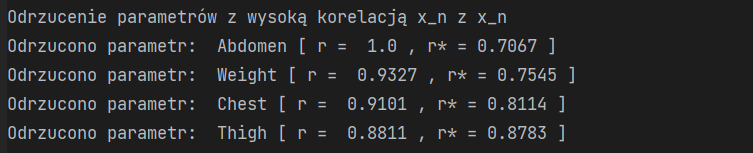 Odrzucenie parametrów z wysoką korelacją x_n z x_n
Odrzucono parametr:  Abdomen [ r =  1.0 , r* = 0.7067 ]
Odrzucono parametr:  Weight [ r =  0.9327 , r* = 0.7545 ]
Odrzucono parametr:  Chest [ r =  0.9101 , r* = 0.8114 ]
Odrzucono parametr:  Thigh [ r =  0.8811 , r* = 0.8783 ]